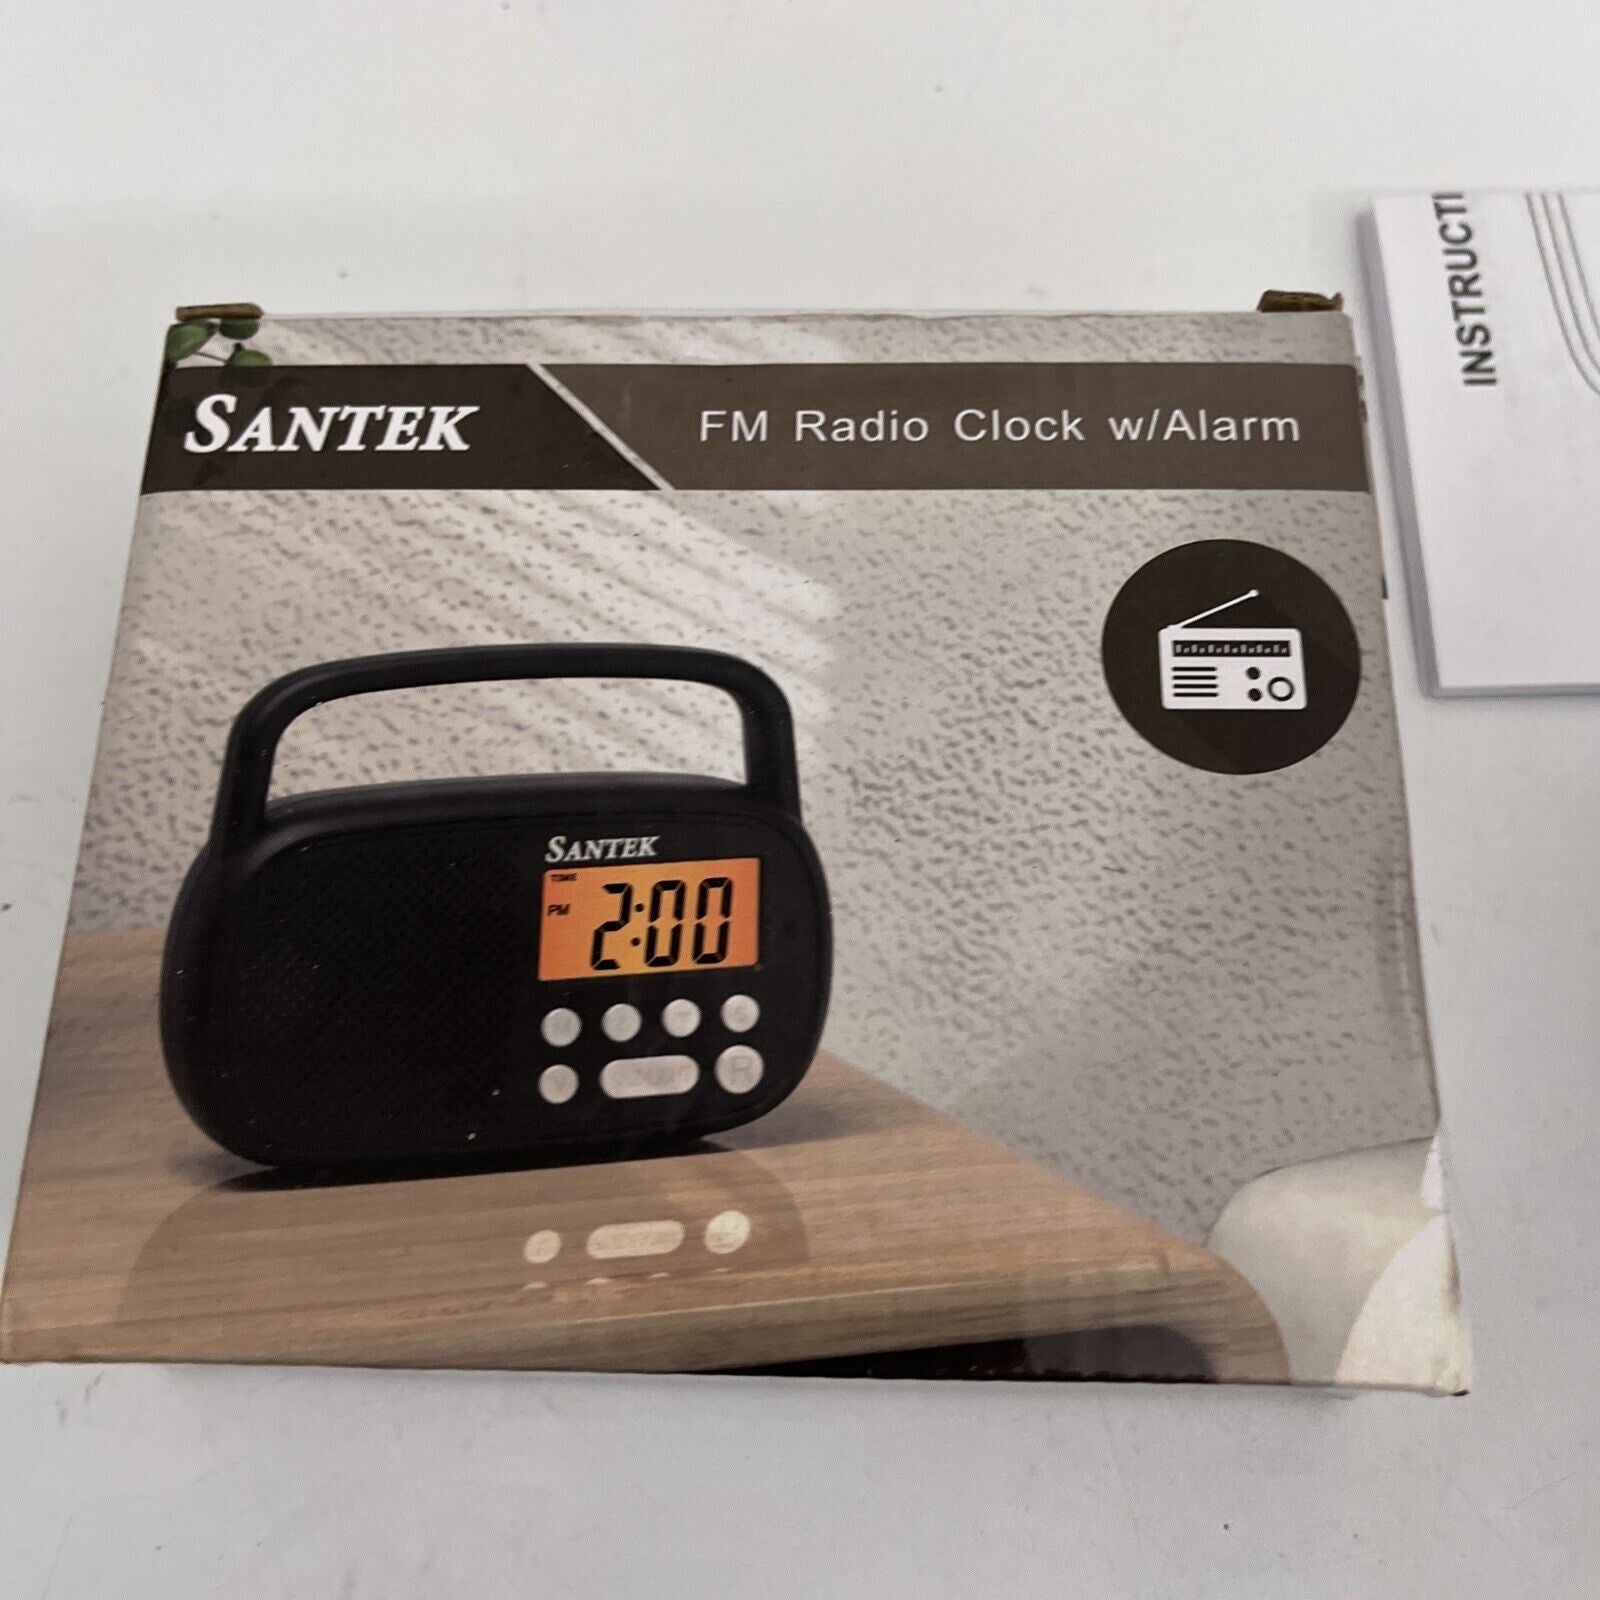 SANTEK
FM Radio Clock w/Alarm
SANTEK
TIME
PM 2:00
INSTRUCTI